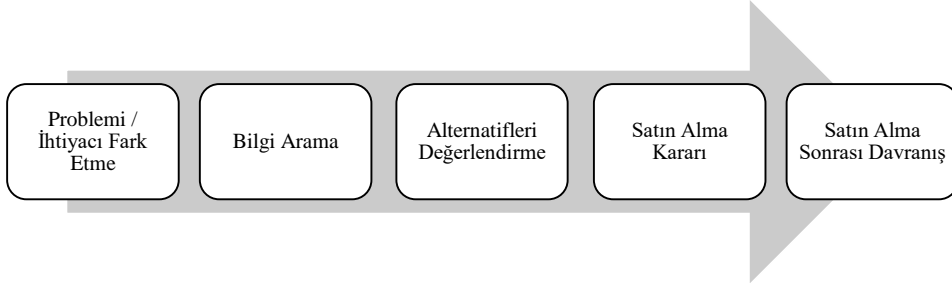 Problemi /
İhtiyacı Fark
Etme
Bilgi Arama
Alternatifleri
Değerlendirme
Satın Alma
Kararı
Satın Alma
Sonrası Davranış